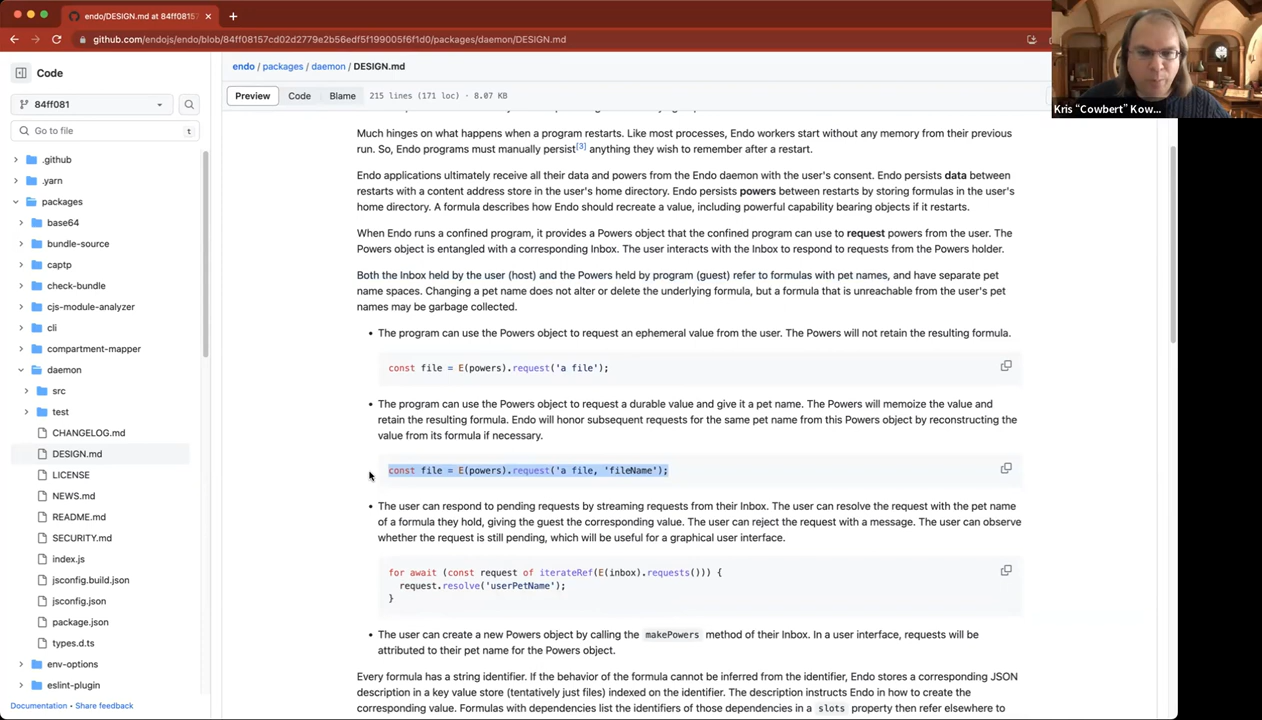 endo/DESIGN.md at 84ff08157
github.com/endojs/endo/blob/84ff08157cd02d2779e2b56edf5f199005f6f1d0/packages/daemon/DESIGN.md
Kris "Cowbert" Kow...
Code
84ff081
Go to file
t
.github
.yarn
packages
base64
bundle-source
captp
check-bundle
cjs-module-analyzer
cli
compartment-mapper
daemon
src
test
CHANGELOG.md
DESIGN.md
LICENSE
NEWS.md
README.md
SECURITY.md
index.js
jsconfig.build.json
jsconfig.json
package.json
types.d.ts
env-options
eslint-plugin
Documentation • Share feedback
endo / packages / daemon / DESIGN.md
Preview Code Blame 215 lines (171 loc) · 8.07 KB
Much hinges on what happens when a program restarts. Like most processes, Endo workers start without any memory from their previous
run. So, Endo programs must manually persist[3] anything they wish to remember after a restart.
Endo applications ultimately receive all their data and powers from the Endo daemon with the user's consent. Endo persists data between
restarts with a content address store in the user's home directory. Endo persists powers between restarts by storing formulas in the user's
home directory. A formula describes how Endo should recreate a value, including powerful capability bearing objects if it restarts.
When Endo runs a confined program, it provides a Powers object that the confined program can use to request powers from the user. The
Powers object is entangled with a corresponding Inbox. The user interacts with the Inbox to respond to requests from the Powers holder.
Both the Inbox held by the user (host) and the Powers held by program (guest) refer to formulas with pet names, and have separate pet
name spaces. Changing a pet name does not alter or delete the underlying formula, but a formula that is unreachable from the user's pet
names may be garbage collected.
• The program can use the Powers object to request an ephemeral value from the user. The Powers will not retain the resulting formula.
const file = E(powers).request('a file');
• The program can use the Powers object to request a durable value and give it a pet name. The Powers will memoize the value and
retain the resulting formula. Endo will honor subsequent requests for the same pet name from this Powers object by reconstructing the
value from its formula if necessary.
const file = E(powers).request('a file, 'fileName');
• The user can respond to pending requests by streaming requests from their Inbox. The user can resolve the request with the pet name
of a formula they hold, giving the guest the corresponding value. The user can reject the request with a message. The user can observe
whether the request is still pending, which will be useful for a graphical user interface.
for await (const request of iterateRef(E(inbox).requests())) {
request.resolve('userPetName');
}
• The user can create a new Powers object by calling the makePowers method of their Inbox. In a user interface, requests will be
attributed to their pet name for the Powers object.
Every formula has a string identifier. If the behavior of the formula cannot be inferred from the identifier, Endo stores a corresponding JSON
description in a key value store (tentatively just files) indexed on the identifier. The description instructs Endo in how to create the
corresponding value. Formulas with dependencies list the identifiers of those dependencies in a slots property then refer elsewhere to